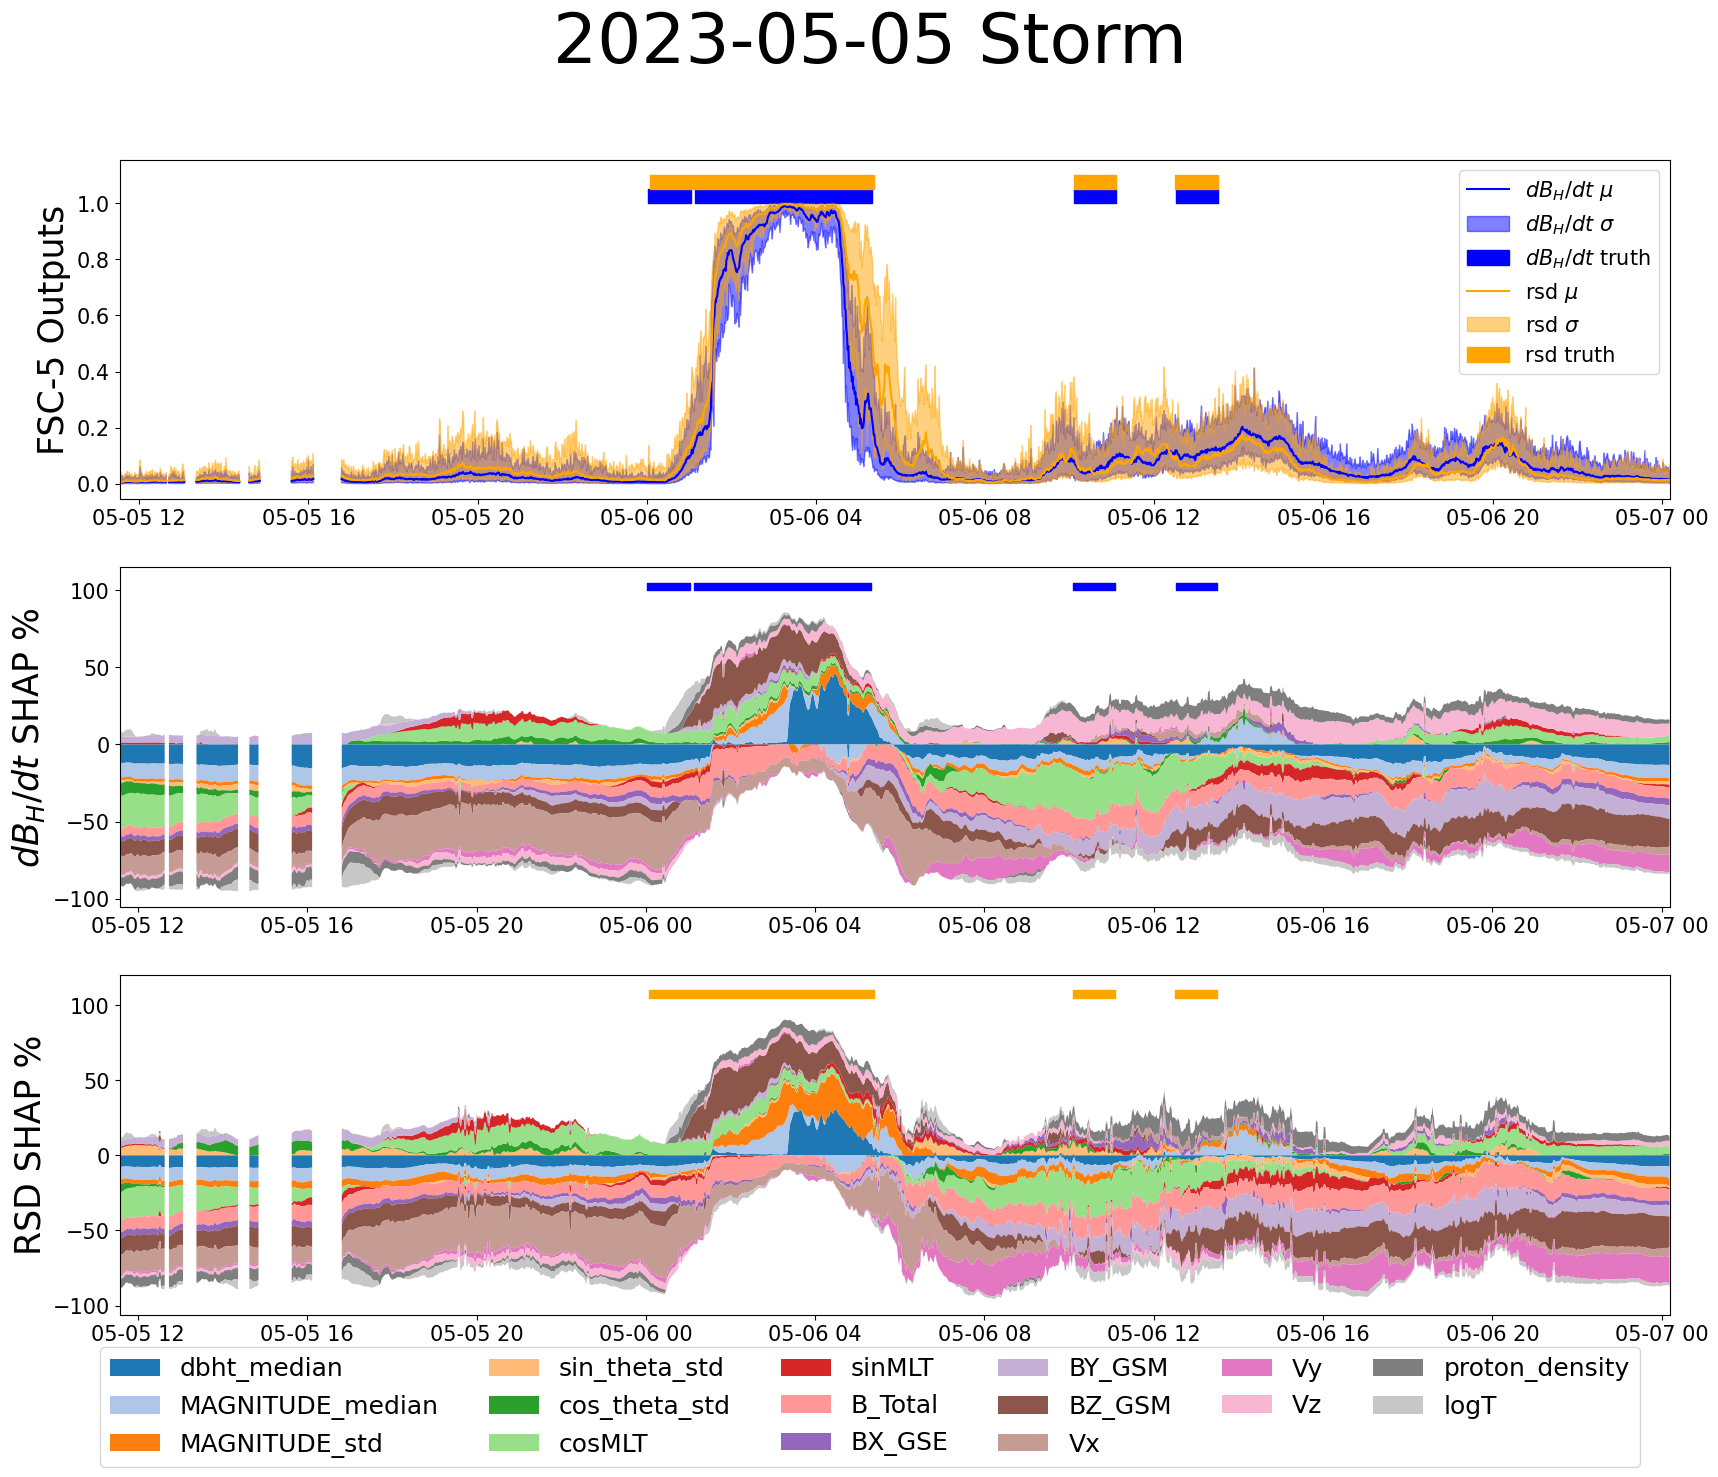 2023-05-05 Storm
FSC-5 Outputs
1.0
0.8
0.6
0.4
0.2
0.0
dB_H/dt μ
dB_H/dt σ
dB_H/dt truth
rsd μ
rsd σ
rsd truth
05-05 12 05-05 16 05-05 20 05-06 00 05-06 04 05-06 08 05-06 12 05-06 16 05-06 20 05-07 00
dB_H/dt SHAP %
100
50
0
−50
−100
05-05 12 05-05 16 05-05 20 05-06 00 05-06 04 05-06 08 05-06 12 05-06 16 05-06 20 05-07 00
RSD SHAP %
100
50
0
−50
−100
05-05 12 05-05 16 05-05 20 05-06 00 05-06 04 05-06 08 05-06 12 05-06 16 05-06 20 05-07 00
dbht_median sin_theta_std sinMLT BY_GSM Vy proton_density
MAGNITUDE_median cos_theta_std B_Total BZ_GSM Vz logT
MAGNITUDE_std cosMLT BX_GSE Vx